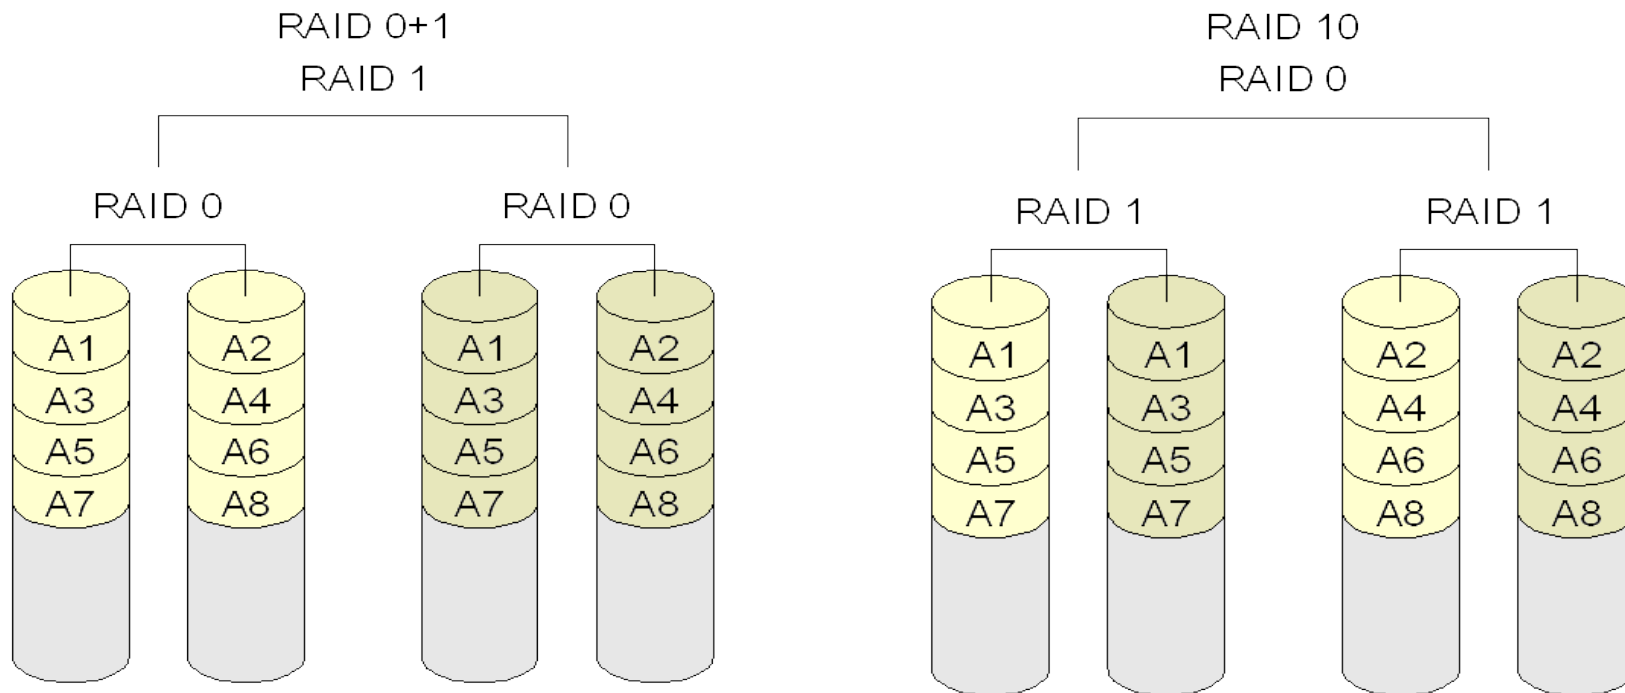 RAID 0+1
RAID 1
RAID 0 RAID 0
A1 A2 A1 A2
A3 A4 A3 A4
A5 A6 A5 A6
A7 A8 A7 A8
RAID 10
RAID 0
RAID 1 RAID 1
A1 A1 A2 A2
A3 A3 A4 A4
A5 A5 A6 A6
A7 A7 A8 A8